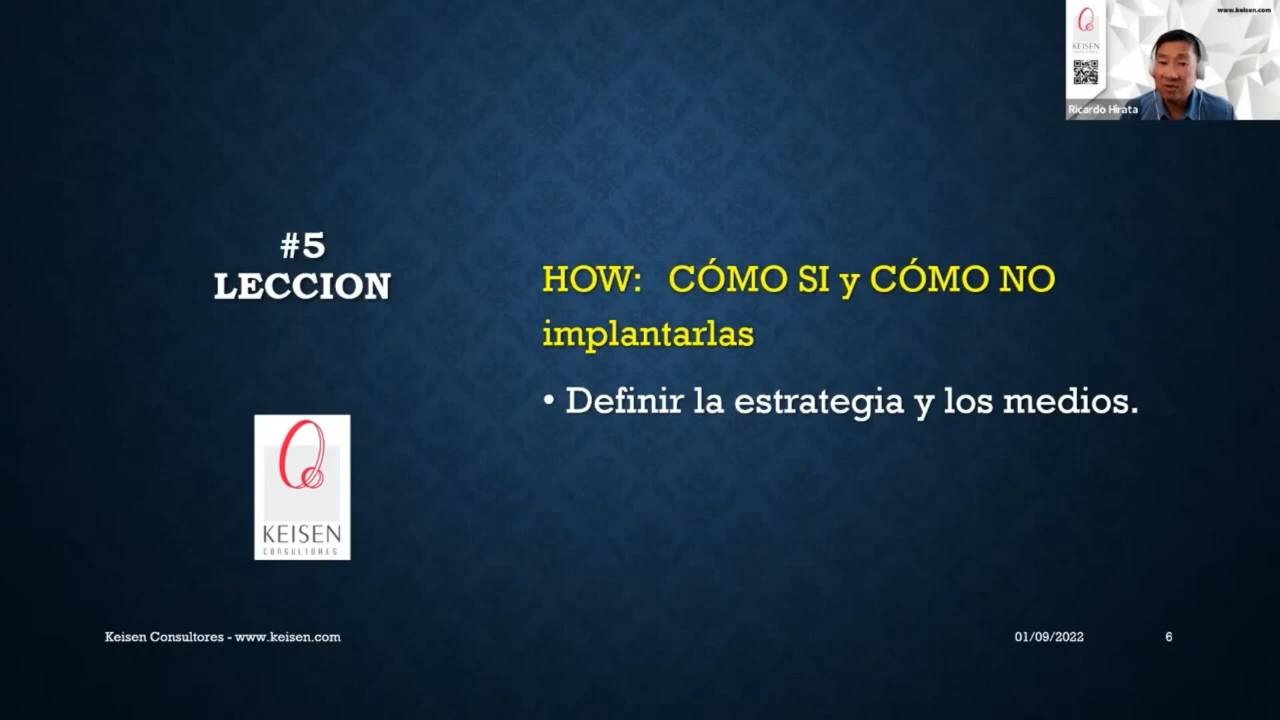 www.keisen.com
KEISEN
Ricardo Hirata
#5
LECCION
HOW: CÓMO SI y CÓMO NO
implantarlas
• Definir la estrategia y los medios.
KEISEN
CONSULTORES
Keisen Consultores - www.keisen.com
01/09/2022
6